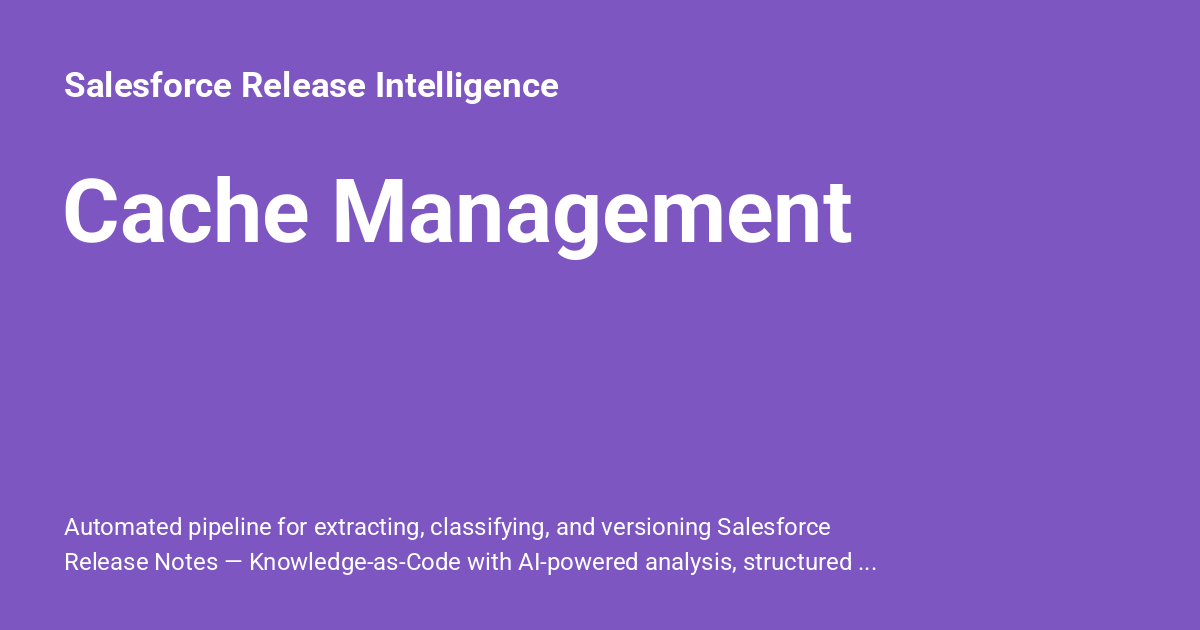 Salesforce Release Intelligence
Cache Management
Automated pipeline for extracting, classifying, and versioning Salesforce
Release Notes — Knowledge-as-Code with AI-powered analysis, structured ...